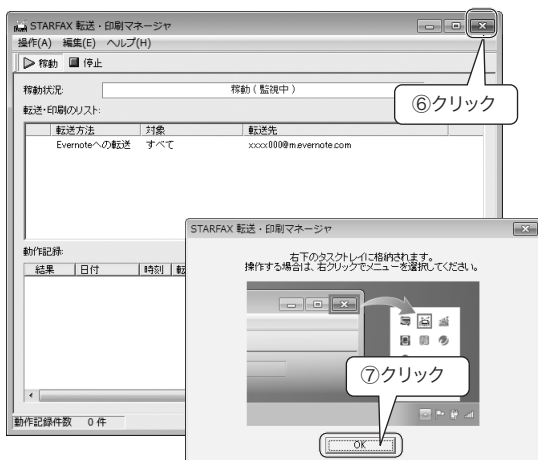 STARFAX 転送・印刷マネージャ
操作(A) 編集(E) ヘルプ(H)
稼動 停止
稼動状況: 稼動 ( 監視中 )
⑥クリック
転送・印刷のリスト:
転送方法 対象 転送先
Evernoteへの転送 すべて xxxx000@m.evernote.com
STARFAX 転送・印刷マネージャ
右下のタスクトレイに格納されます。
操作する場合は、右クリックでメニューを選択してください。
動作記録:
結果 日付 時刻 転
⑦クリック
OK
動作記録件数 0 件